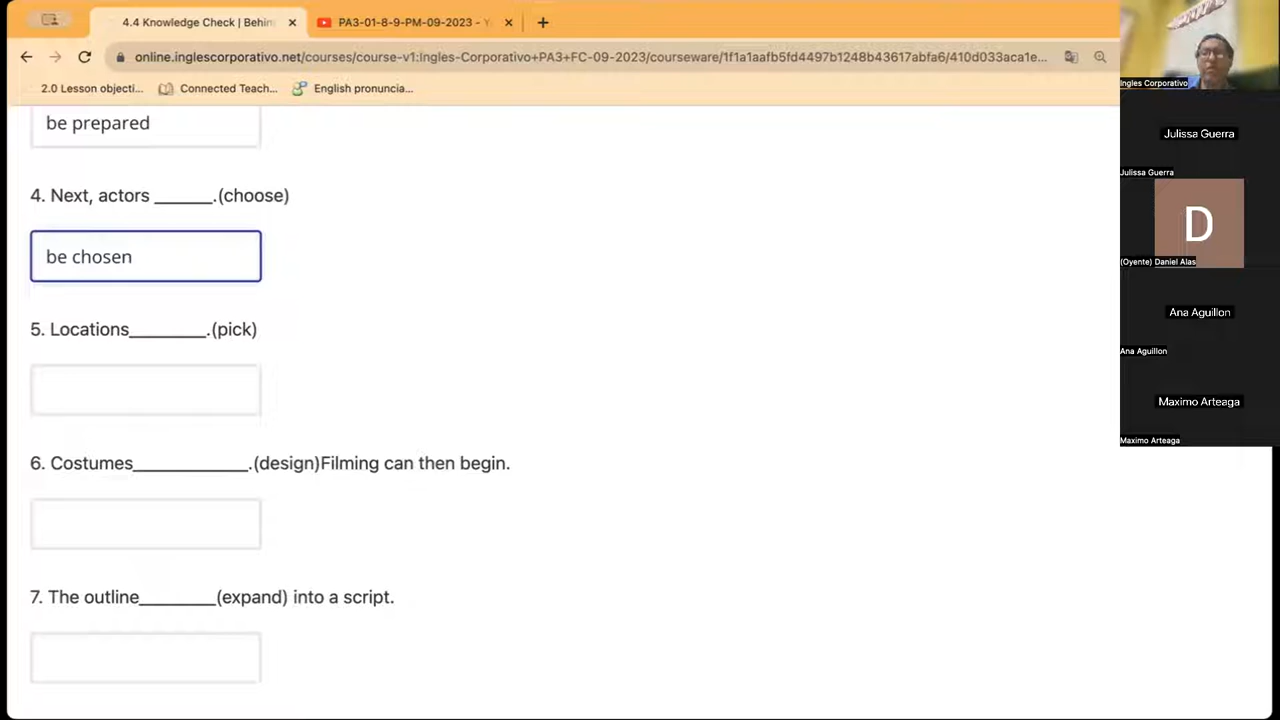 4.4 Knowledge Check | Behin
PA3-01-8-9-PM-09-2023 - Y
online.inglescorporativo.net/courses/course-v1:Ingles-Corporativo+PA3+FC-09-2023/courseware/1f1a1aafb5fd4497b1248b43617abfa6/410d033aca1e...
2.0 Lesson objecti...
Connected Teach...
English pronuncia...
be prepared
4. Next, actors ______.(choose)
be chosen
5. Locations________.(pick)
6. Costumes____________.(design)Filming can then begin.
7. The outline________(expand) into a script.
Ingles Corporativo
Julissa Guerra
Julissa Guerra
D
(Oyente) Daniel Alas
Ana Aguillon
Ana Aguillon
Maximo Arteaga
Maximo Arteaga